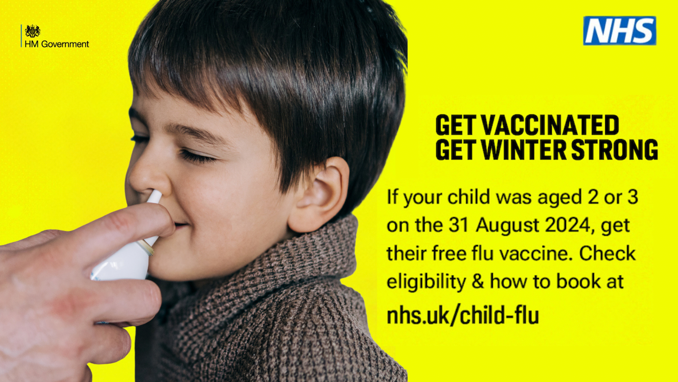 HM Government
NHS
GET VACCINATED
GET WINTER STRONG
If your child was aged 2 or 3
on the 31 August 2024, get
their free flu vaccine. Check
eligibility & how to book at
nhs.uk/child-flu